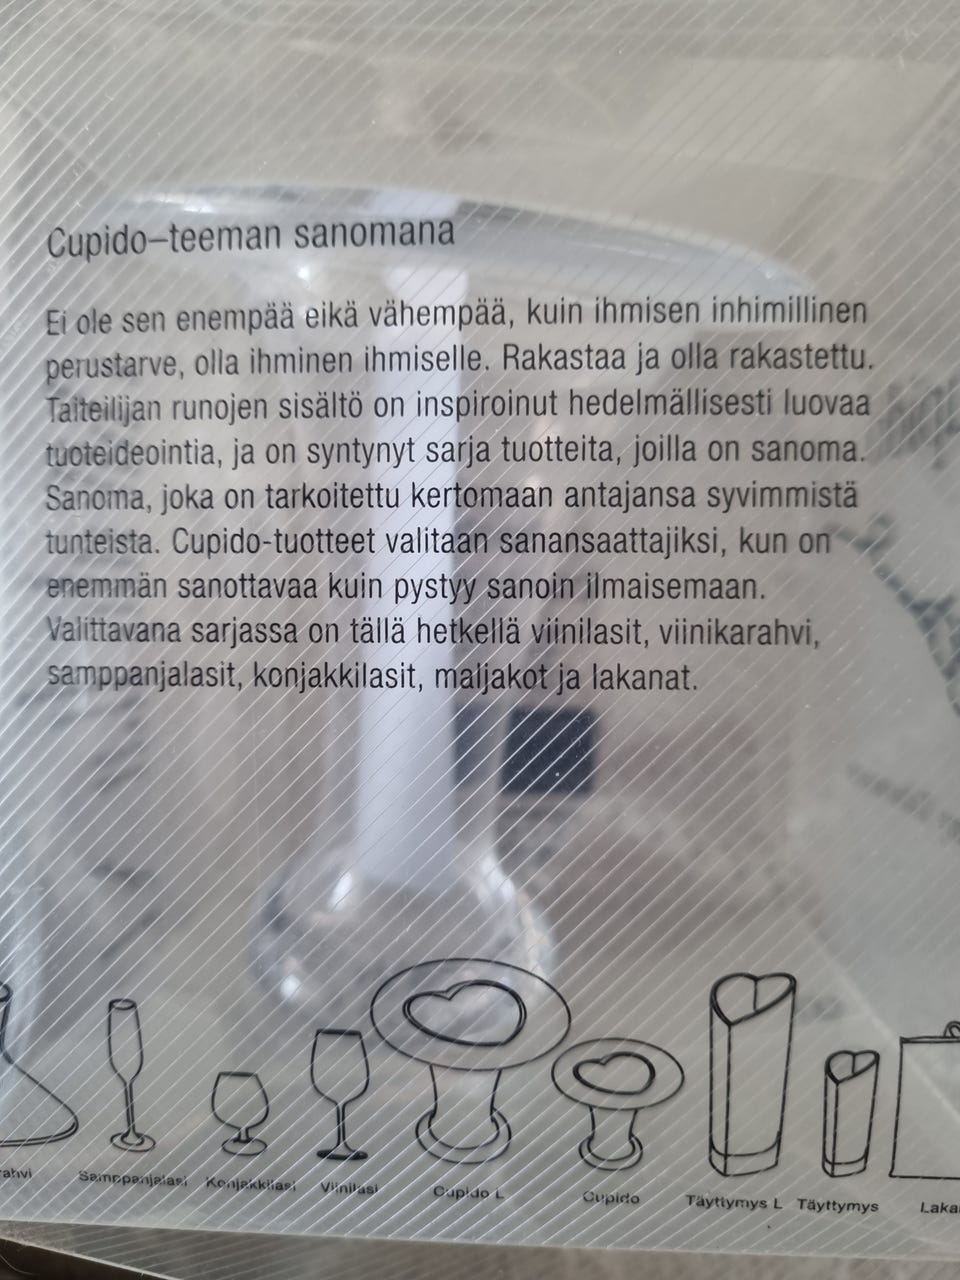 Cupido–teeman sanomana
Ei ole sen enempää eikä vähempää, kuin ihmisen inhimillinen
perustarve, olla ihminen ihmiselle. Rakastaa ja olla rakastettu.
Taiteilijan runojen sisältö on inspiroinut hedelmällisesti luovaa
tuoteideointia, ja on syntynyt sarja tuotteita, joilla on sanoma.
Sanoma, joka on tarkoitettu kertomaan antajansa syvimmistä
tunteista. Cupido-tuotteet valitaan sanansaattajiksi, kun on
enemmän sanottavaa kuin pystyy sanoin ilmaisemaan.
Valittavana sarjassa on tällä hetkellä viinilasit, viinikarahvi,
samppanjalasit, konjakkilasit, maljakot ja lakanat.
Samppanjalasi Konjakkilasi Viinilasi Cupido L Cupido Täyttymys L Täyttymys